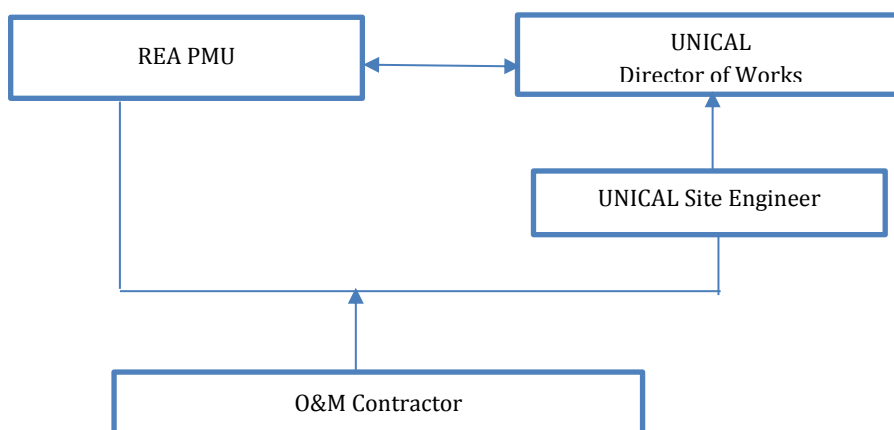 REA PMU
UNICAL
Director of Works
UNICAL Site Engineer
O&M Contractor